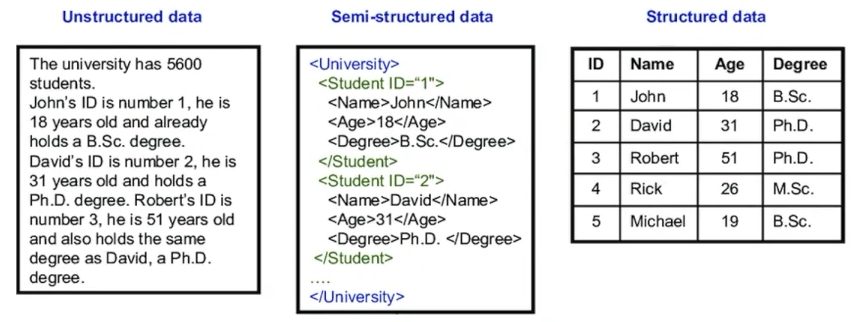 Unstructured data
The university has 5600
students.
John's ID is number 1, he is
18 years old and already
holds a B.Sc. degree.
David's ID is number 2, he is
31 years old and holds a
Ph.D. degree. Robert's ID is
number 3, he is 51 years old
and also holds the same
degree as David, a Ph.D.
degree.
Semi-structured data
<University>
<Student ID="1">
<Name>John</Name>
<Age>18</Age>
<Degree>B.Sc.</Degree>
</Student>
<Student ID="2">
<Name>David</Name>
<Age>31</Age>
<Degree>Ph.D. </Degree>
</Student>
....
</University>
Structured data
ID Name Age Degree
1 John 18 B.Sc.
2 David 31 Ph.D.
3 Robert 51 Ph.D.
4 Rick 26 M.Sc.
5 Michael 19 B.Sc.